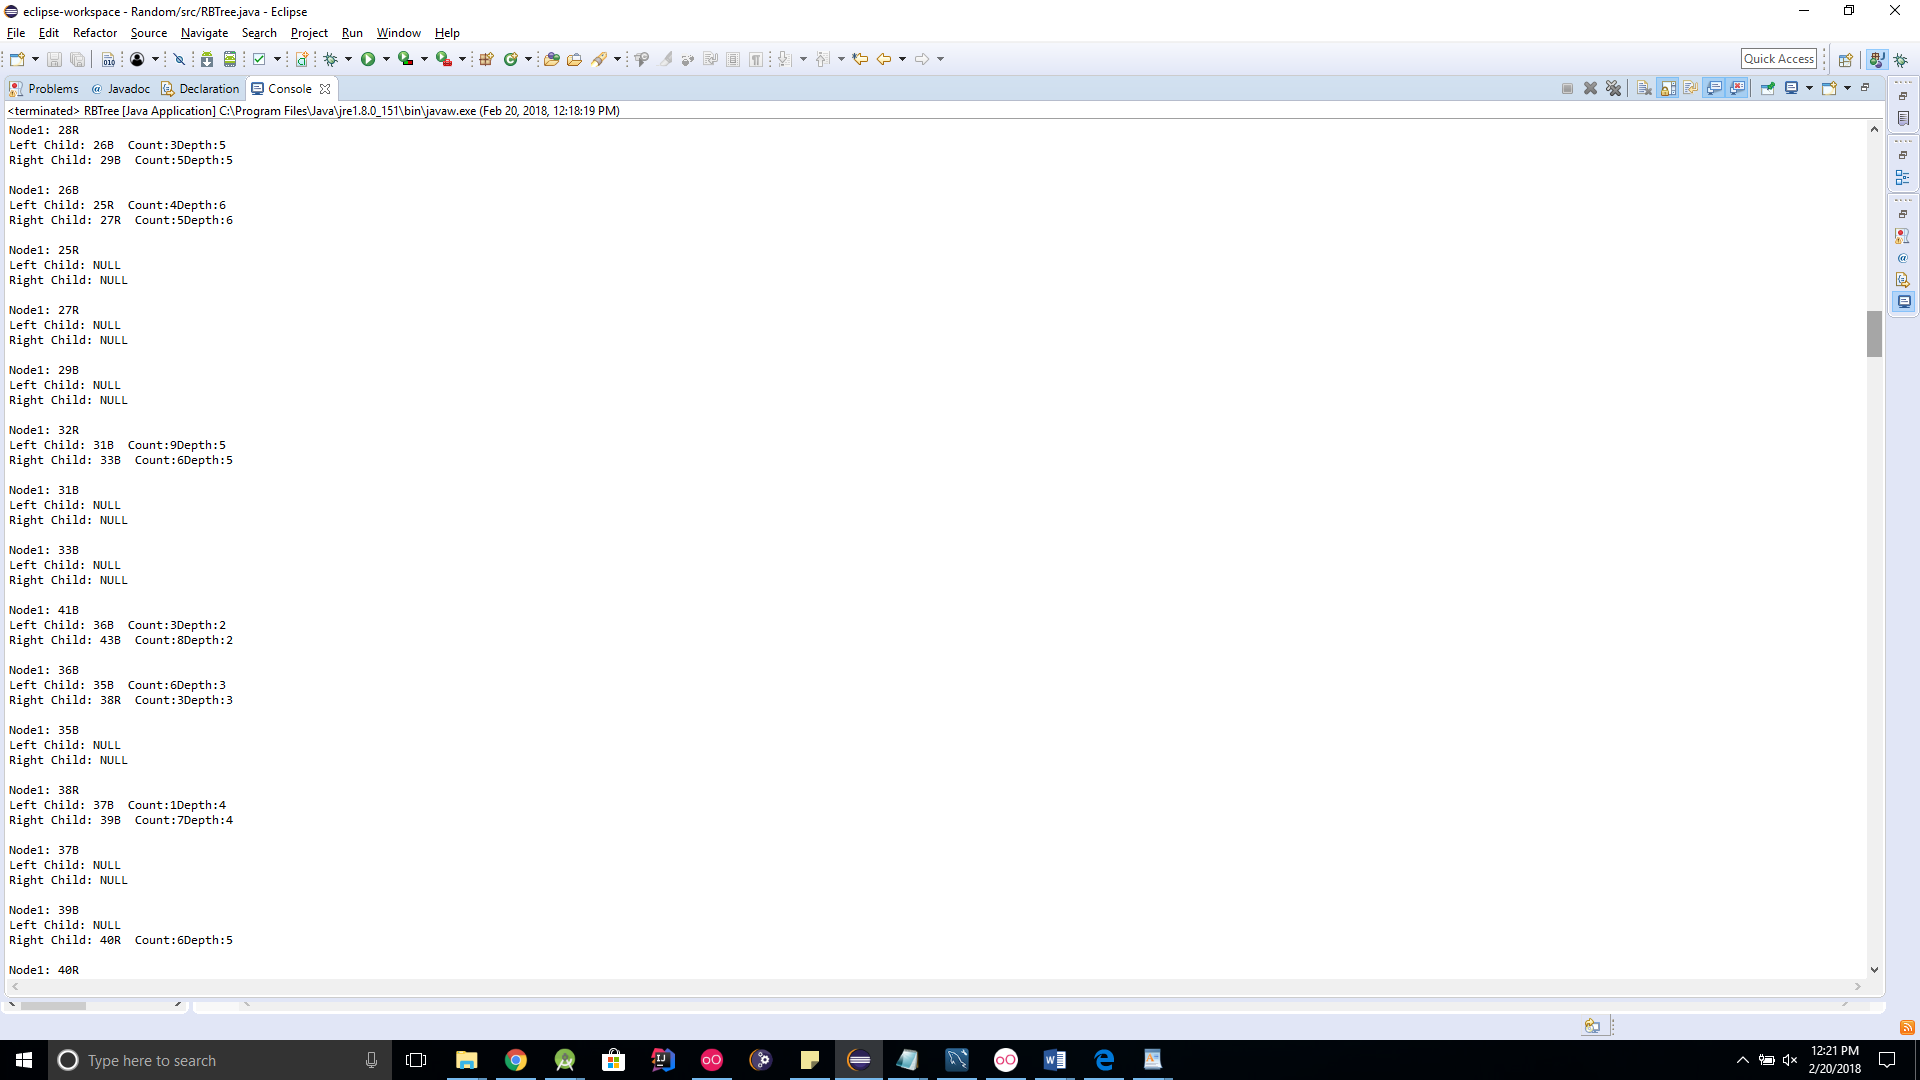 eclipse-workspace - Random/src/RBTree.java - Eclipse
File Edit Refactor Source Navigate Search Project Run Window Help
Quick Access
Problems @ Javadoc Declaration Console
<terminated> RBTree [Java Application] C:\Program Files\Java\jre1.8.0_151\bin\javaw.exe (Feb 20, 2018, 12:18:19 PM)
Node1: 28R
Left Child: 26B  Count:3Depth:5
Right Child: 29B  Count:5Depth:5
Node1: 26B
Left Child: 25R  Count:4Depth:6
Right Child: 27R  Count:5Depth:6
Node1: 25R
Left Child: NULL
Right Child: NULL
Node1: 27R
Left Child: NULL
Right Child: NULL
Node1: 29B
Left Child: NULL
Right Child: NULL
Node1: 32R
Left Child: 31B  Count:9Depth:5
Right Child: 33B  Count:6Depth:5
Node1: 31B
Left Child: NULL
Right Child: NULL
Node1: 33B
Left Child: NULL
Right Child: NULL
Node1: 41B
Left Child: 36B  Count:3Depth:2
Right Child: 43B  Count:8Depth:2
Node1: 36B
Left Child: 35B  Count:6Depth:3
Right Child: 38R  Count:3Depth:3
Node1: 35B
Left Child: NULL
Right Child: NULL
Node1: 38R
Left Child: 37B  Count:1Depth:4
Right Child: 39B  Count:7Depth:4
Node1: 37B
Left Child: NULL
Right Child: NULL
Node1: 39B
Left Child: NULL
Right Child: 40R  Count:6Depth:5
Node1: 40R
Type here to search
12:21 PM
2/20/2018